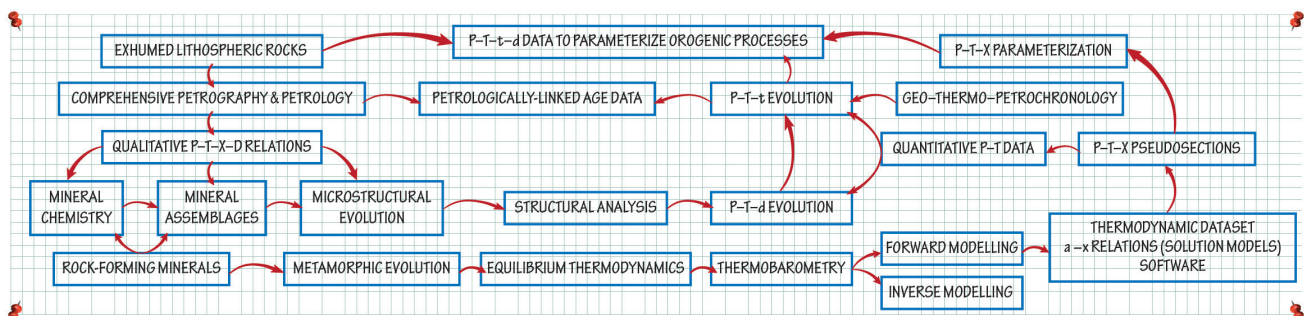 EXHUMED LITHOSPHERIC ROCKS
P–T–t–d DATA TO PARAMETERIZE OROGENIC PROCESSES
P–T–X PARAMETERIZATION
COMPREHENSIVE PETROGRAPHY & PETROLOGY
PETROLOGICALLY-LINKED AGE DATA
P–T–t EVOLUTION
GEO–THERMO–PETROCHRONOLOGY
QUALITATIVE P–T–X–D RELATIONS
QUANTITATIVE P–T DATA
P–T–X PSEUDOSECTIONS
MINERAL
CHEMISTRY
MINERAL
ASSEMBLAGES
MICROSTRUCTURAL
EVOLUTION
STRUCTURAL ANALYSIS
P–T–d EVOLUTION
THERMODYNAMIC DATASET
a –x RELATIONS (SOLUTION MODELS)
SOFTWARE
FORWARD MODELLING
ROCK-FORMING MINERALS
METAMORPHIC EVOLUTION
EQUILIBRIUM THERMODYNAMICS
THERMOBAROMETRY
INVERSE MODELLING